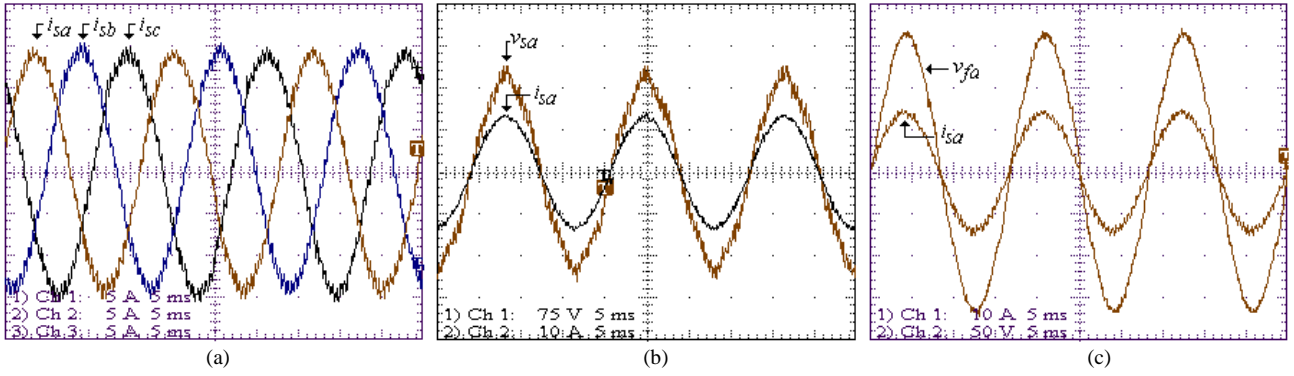 isa isb isc
1) Ch 1: 5 A 5 ms
2) Ch 2: 5 A 5 ms
3) Ch 3: 5 A 5 ms
(a)
vsa
isa
1) Ch 1: 75 V 5 ms
2) Ch 2: 10 A 5 ms
(b)
vfa
isa
1) Ch 1: 10 A 5 ms
2) Ch 2: 50 V 5 ms
(c)